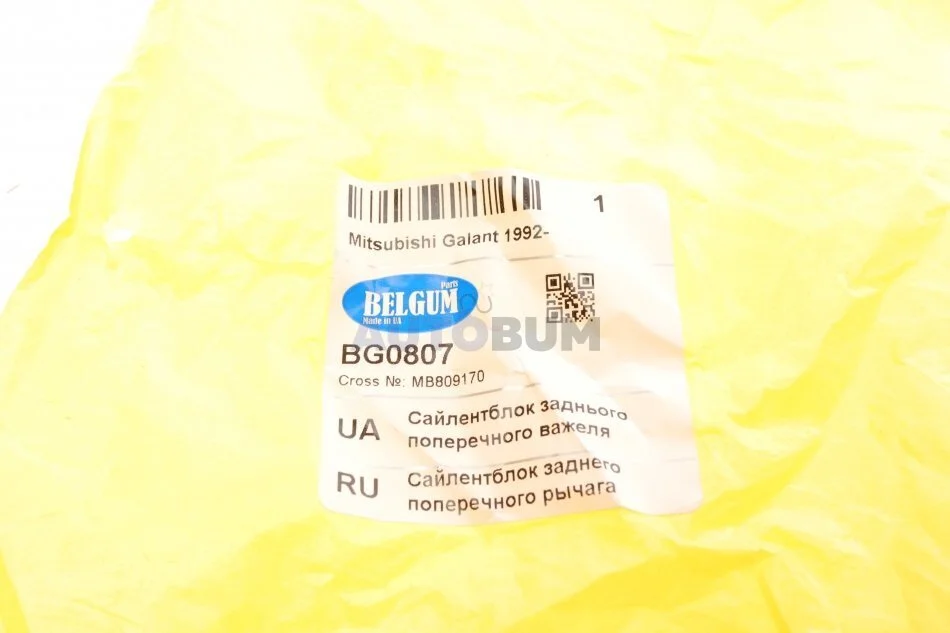 1
Mitsubishi Galant 1992-
Parts
BELGUM
Made in UA
AUTOBUM
BG0807
Cross №: MB809170
UA Сайлентблок заднього
поперечного важеля
RU Сайлентблок заднего
поперечного рычага